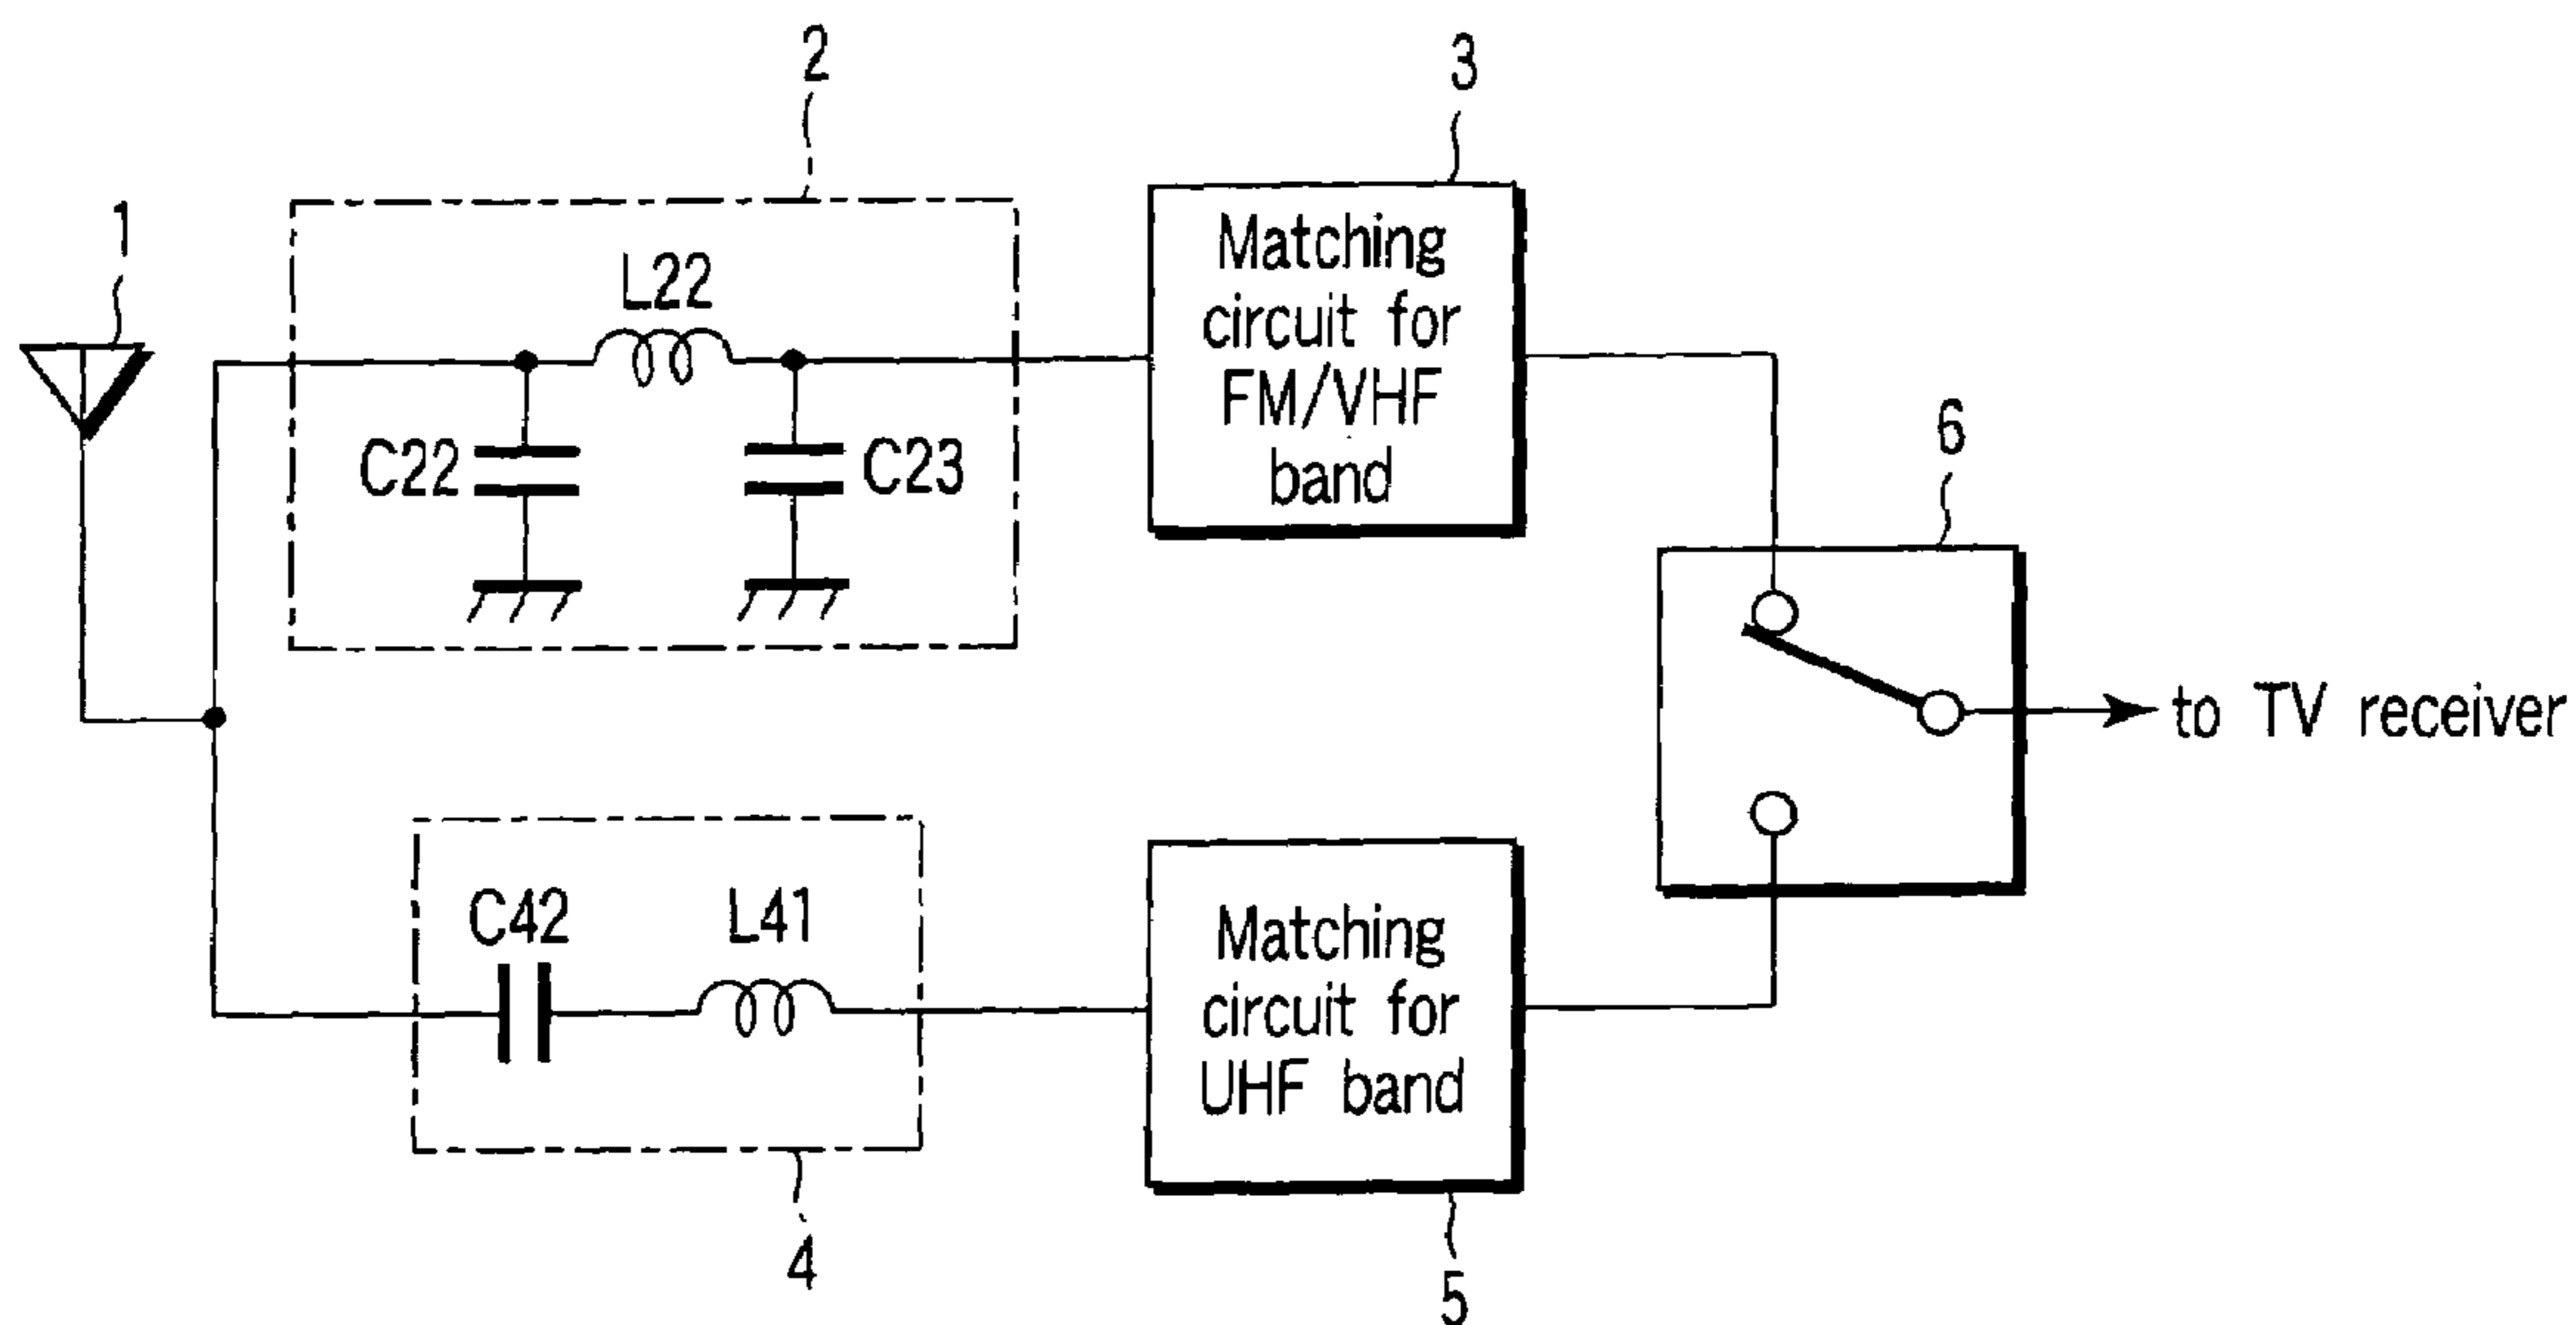 2
3
1
L22
Matching
circuit for
FM/VHF
band
C22
C23
6
to TV receiver
C42
L41
Matching
circuit for
UHF band
4
5